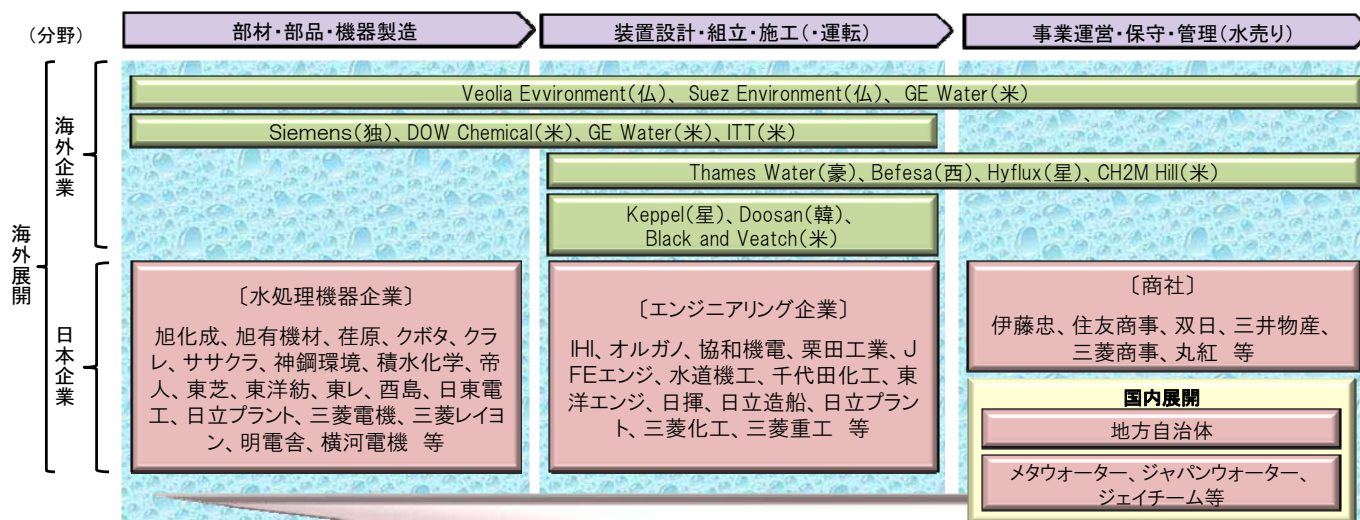 (分野)
部材・部品・機器製造
装置設計・組立・施工(・運転)
事業運営・保守・管理(水売り)
海外展開
海外企業
Veolia Evvironment(仏)、Suez Environment(仏)、GE Water(米)
Siemens(独)、DOW Chemical(米)、GE Water(米)、ITT(米)
Thames Water(豪)、Befesa(西)、Hyflux(星)、CH2M Hill(米)
Keppel(星)、Doosan(韓)、
Black and Veatch(米)
日本企業
〔水処理機器企業〕
旭化成、旭有機材、荏原、クボタ、クラ
レ、ササクラ、神鋼環境、積水化学、帝
人、東芝、東洋紡、東レ、酉島、日東電
工、日立プラント、三菱電機、三菱レイヨ
ン、明電舎、横河電機 等
〔エンジニアリング企業〕
IHI、オルガノ、協和機電、栗田工業、J
FEエンジ、水道機工、千代田化工、東
洋エンジ、日揮、日立造船、日立プラン
ト、三菱化工、三菱重工 等
〔商社〕
伊藤忠、住友商事、双日、三井物産、
三菱商事、丸紅 等
国内展開
地方自治体
メタウォーター、ジャパンウォーター、
ジェイチーム等